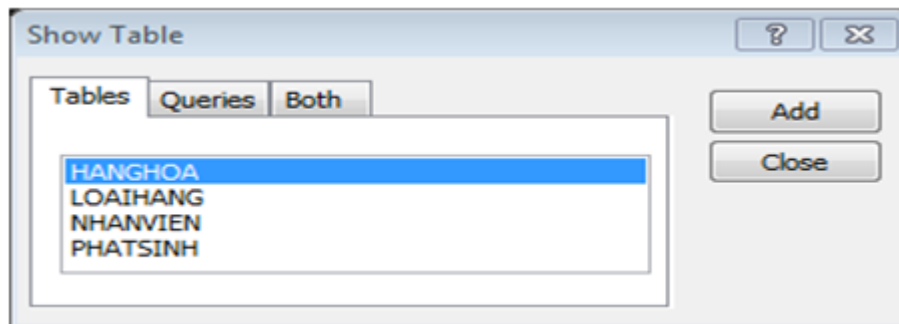 Show Table
Tables Queries Both
Add
Close
HANGHOA
LOAIHANG
NHANVIEN
PHATSINH